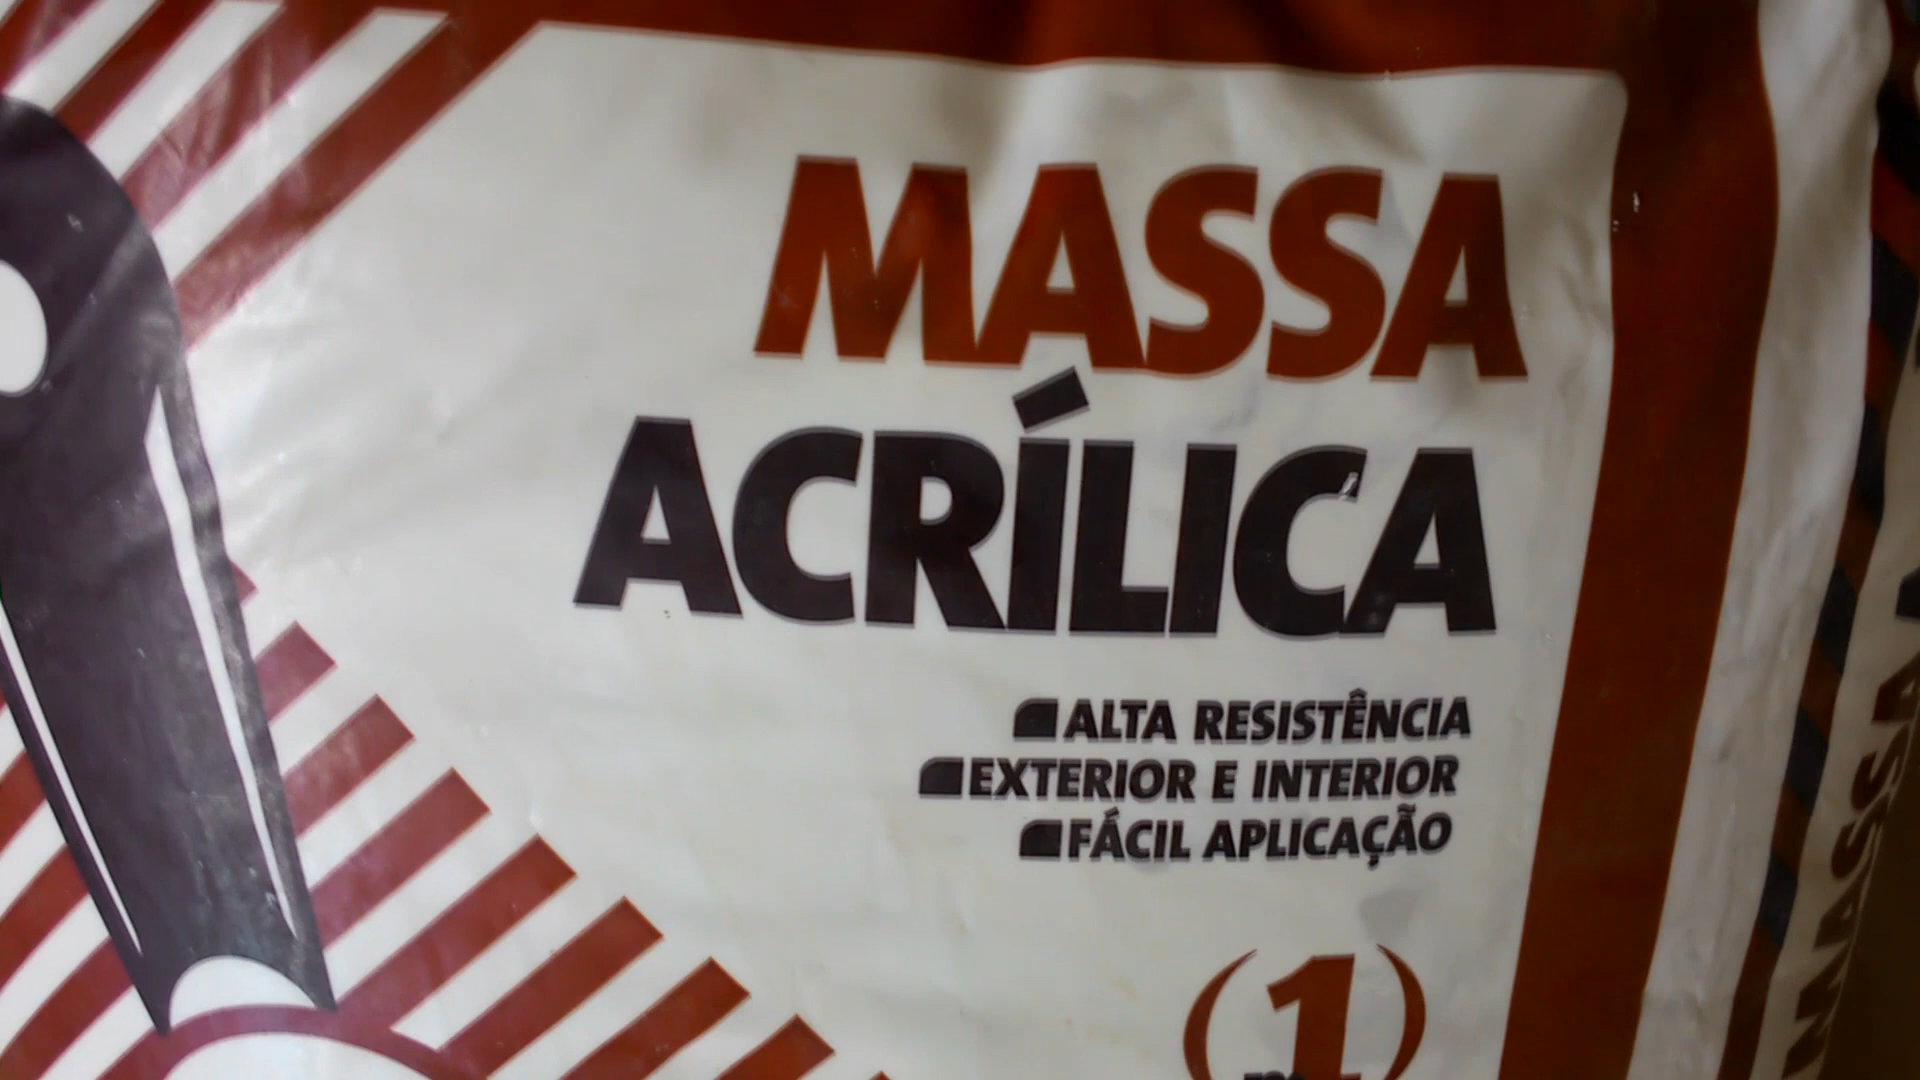 MASSA
ACRÍLICA
ALTA RESISTÊNCIA
EXTERIOR E INTERIOR
FÁCIL APLICAÇÃO
1
MASSA